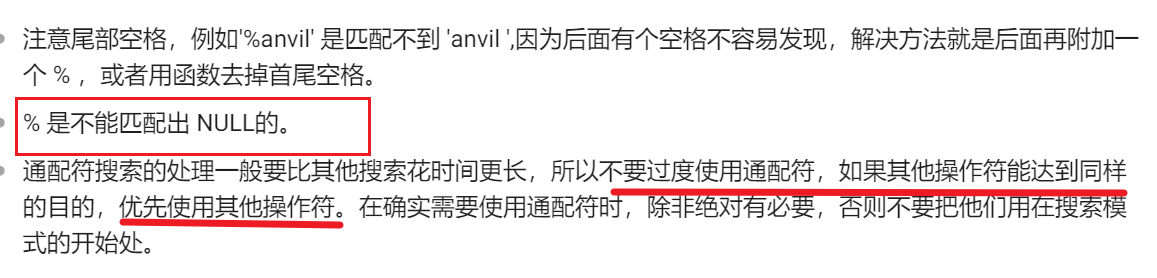 注意尾部空格，例如'%anvil' 是匹配不到 'anvil ',因为后面有个空格不容易发现，解决方法就是后面再附加一
个 % ，或者用函数去掉首尾空格。
% 是不能匹配出 NULL的。
通配符搜索的处理一般要比其他搜索花时间更长，所以不要过度使用通配符，如果其他操作符能达到同样
的目的，优先使用其他操作符。在确实需要使用通配符时，除非绝对有必要，否则不要把他们用在搜索模
式的开始处。